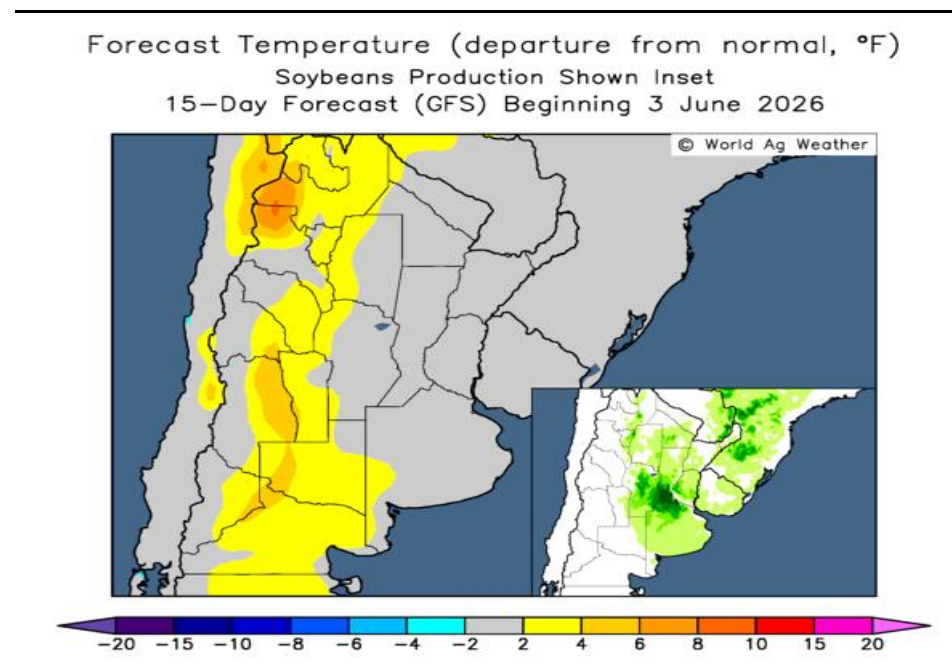 Forecast Temperature (departure from normal, °F)
Soybeans Production Shown Inset
15-Day Forecast (GFS) Beginning 3 June 2026
© World Ag Weather
-20 -15 -10 -8 -6 -4 -2 2 4 6 8 10 15 20